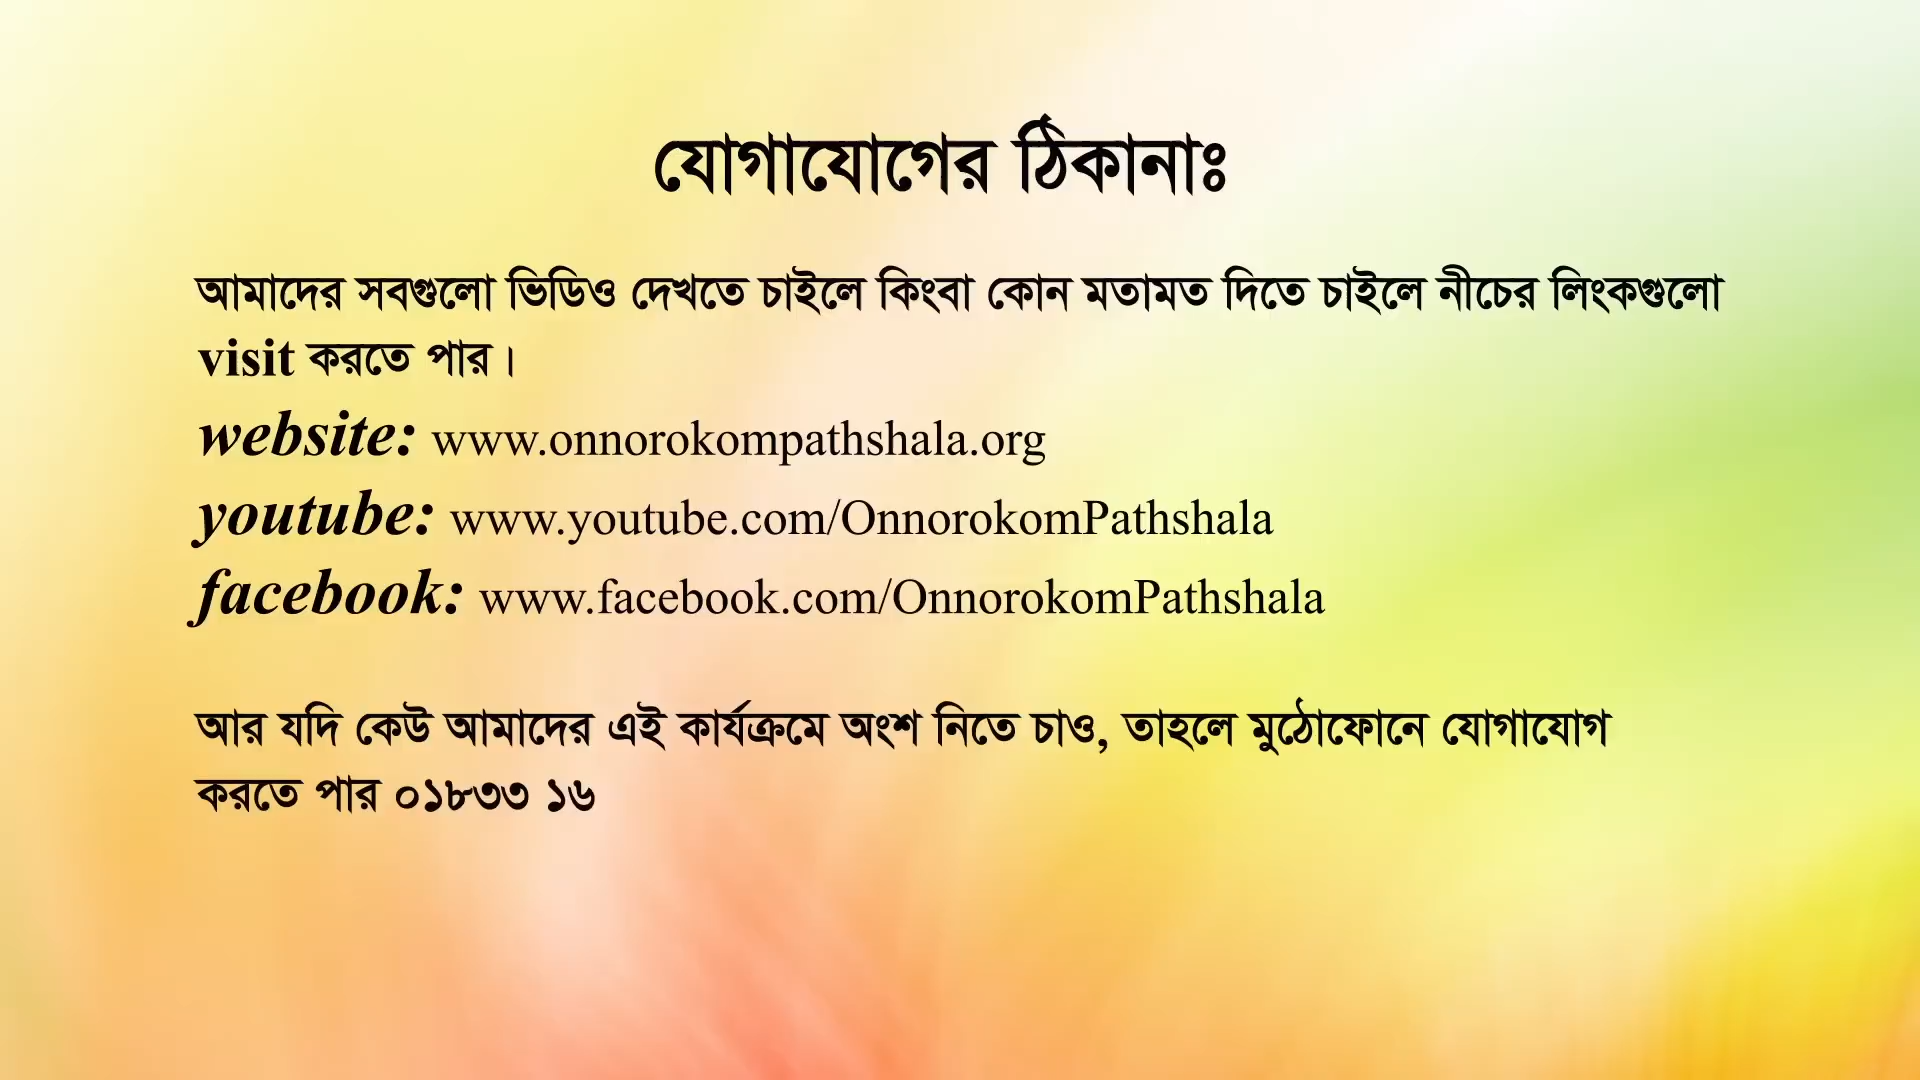 যোগাযোগের ঠিকানাঃ
আমাদের সবগুলো ভিডিও দেখতে চাইলে কিংবা কোন মতামত দিতে চাইলে নীচের লিংকগুলো
visit করতে পার।
website: www.onnorokompathshala.org
youtube: www.youtube.com/OnnorokomPathshala
facebook: www.facebook.com/OnnorokomPathshala
আর যদি কেউ আমাদের এই কার্যক্রমে অংশ নিতে চাও, তাহলে মুঠোফোনে যোগাযোগ
করতে পার ০১৮৩৩ ১৬